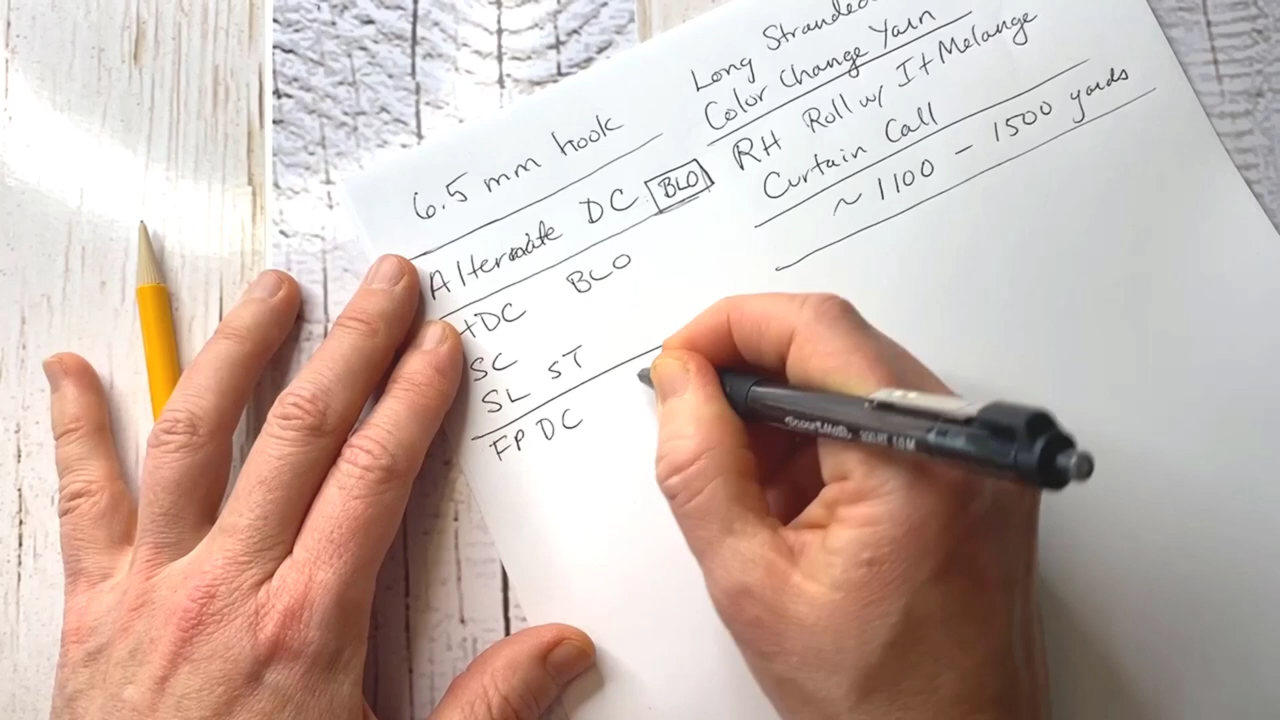 6.5 mm hook
Alternate DC BLO
+DC BLO
SC
SL ST
FP DC
Long Stranded
Color Change Yarn
RH Roll w/ It Melange
Curtain Call
~ 1100 - 1500 yards